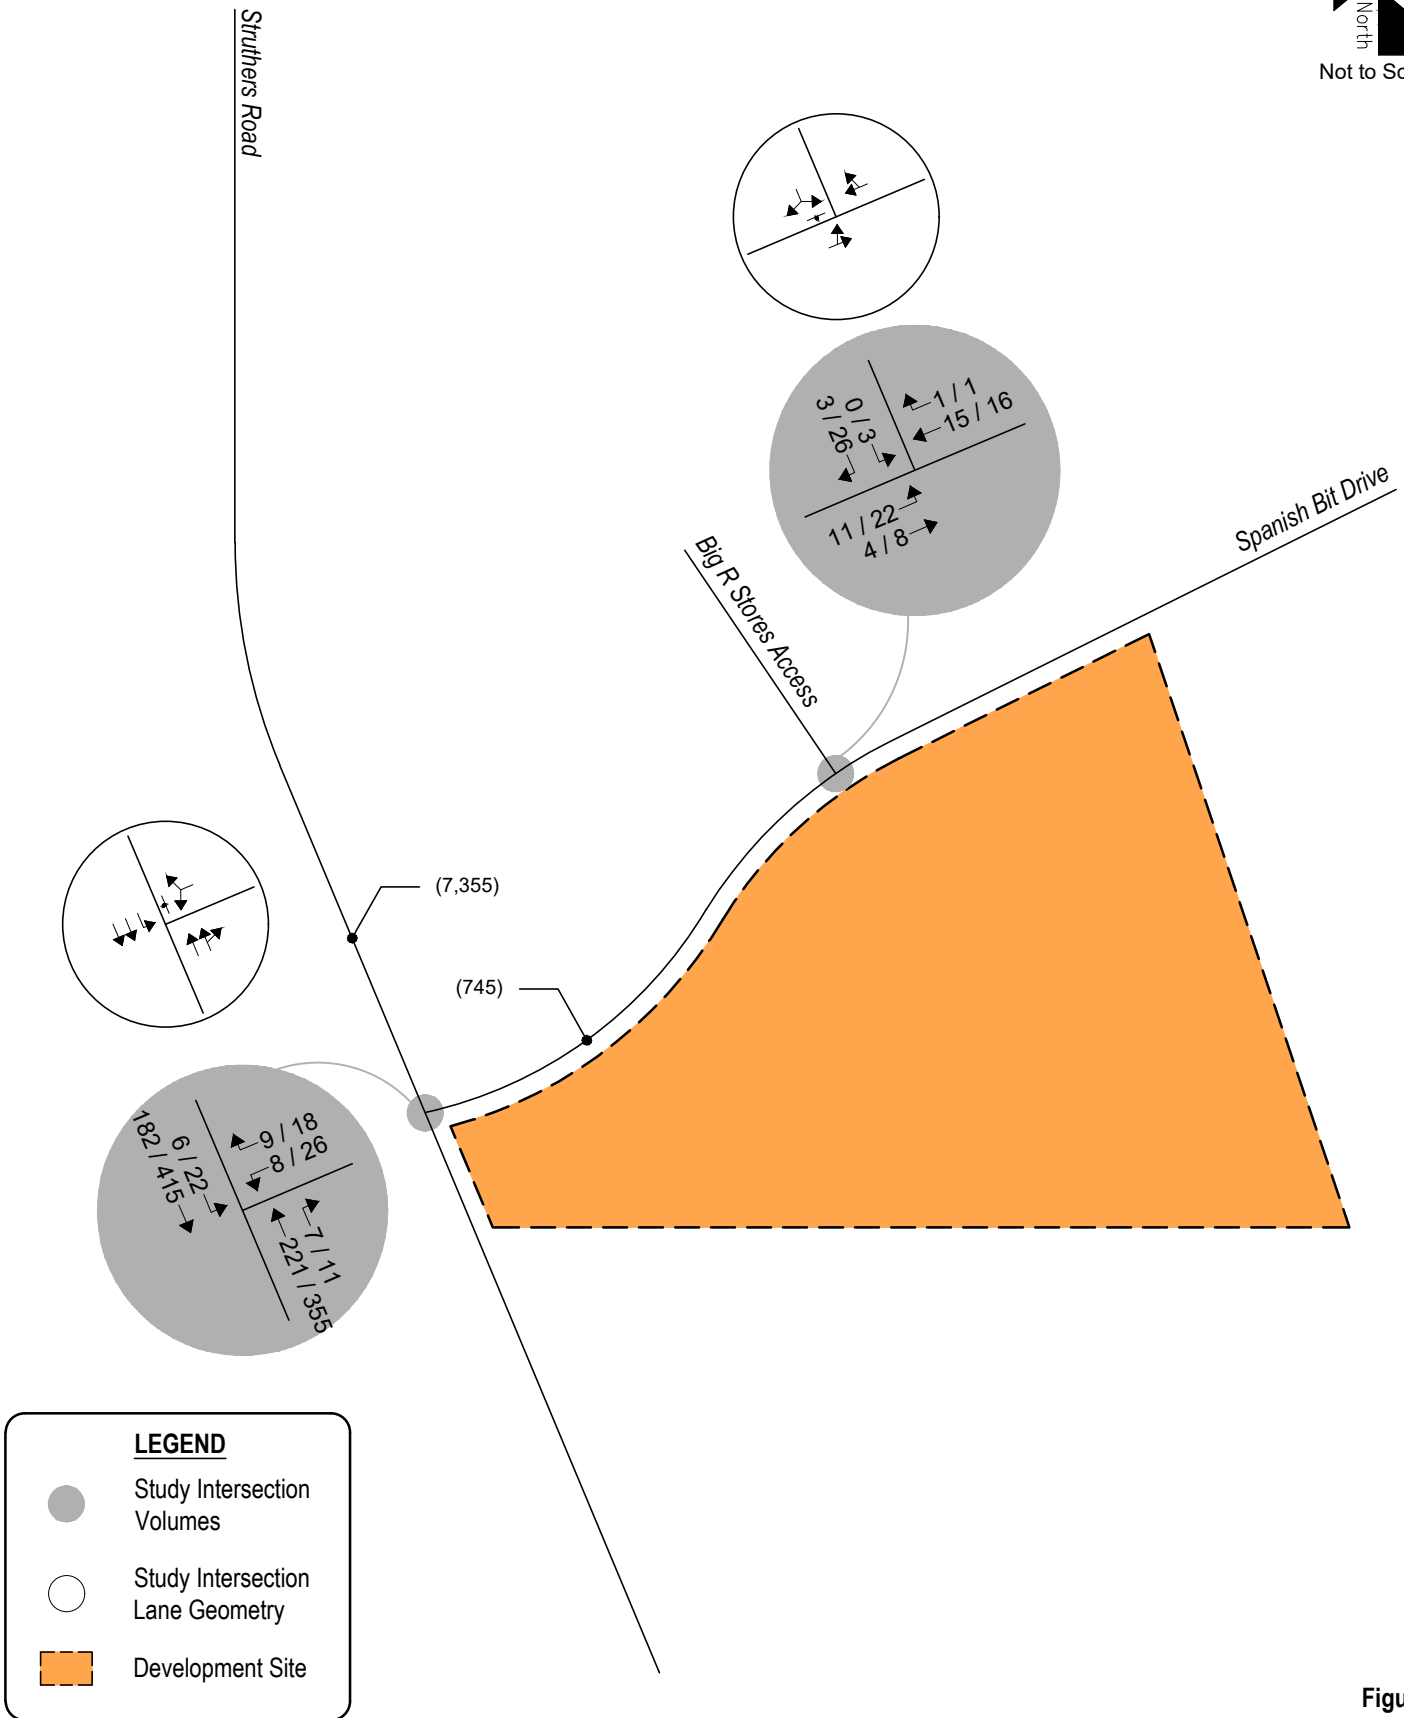 North
Not to Sc
Struthers Road
1 / 1
15 / 16
0 / 3
3 / 26
11 / 22
4 / 8
Spanish Bit Drive
Big R Stores Access
(7,355)
(745)
9 / 18
8 / 26
6 / 22
182 / 415
7 / 11
221 / 355
LEGEND
Study Intersection
Volumes
Study Intersection
Lane Geometry
Development Site
Figu